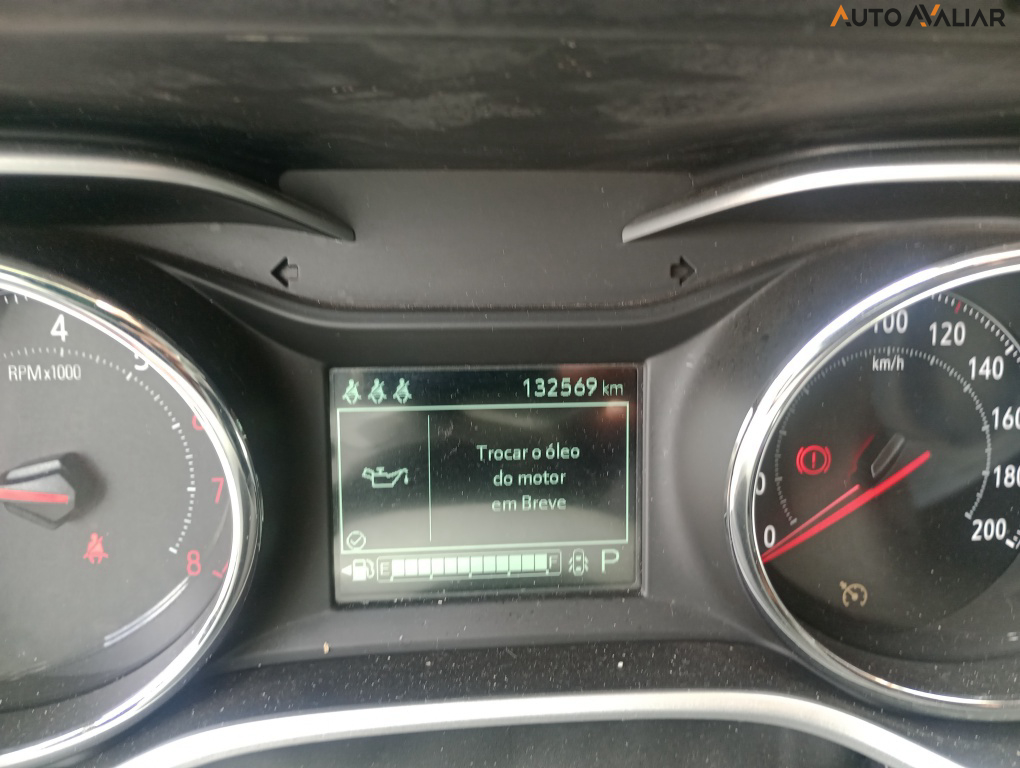 AUTO AVALIAR
4
5
RPM x1000
6
7
8
132569 km
Trocar o óleo
do motor
em Breve
E F P
100
120
km/h
140
160
180
200
0